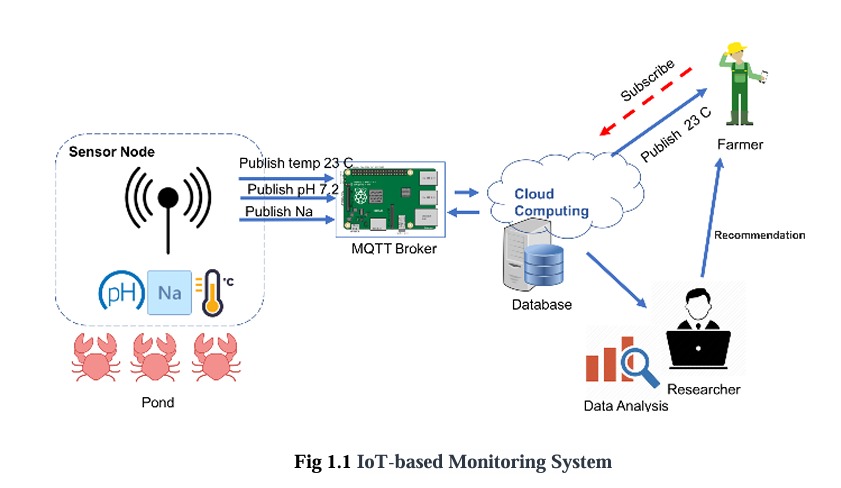 Sensor Node
Publish temp 23 C
Publish pH 7,2
Publish Na
pH
Na
°C
Pond
MQTT Broker
Cloud
Computing
Database
Subscribe
Publish 23 C
Farmer
Recommendation
Researcher
Data Analysis
Fig 1.1 IoT-based Monitoring System